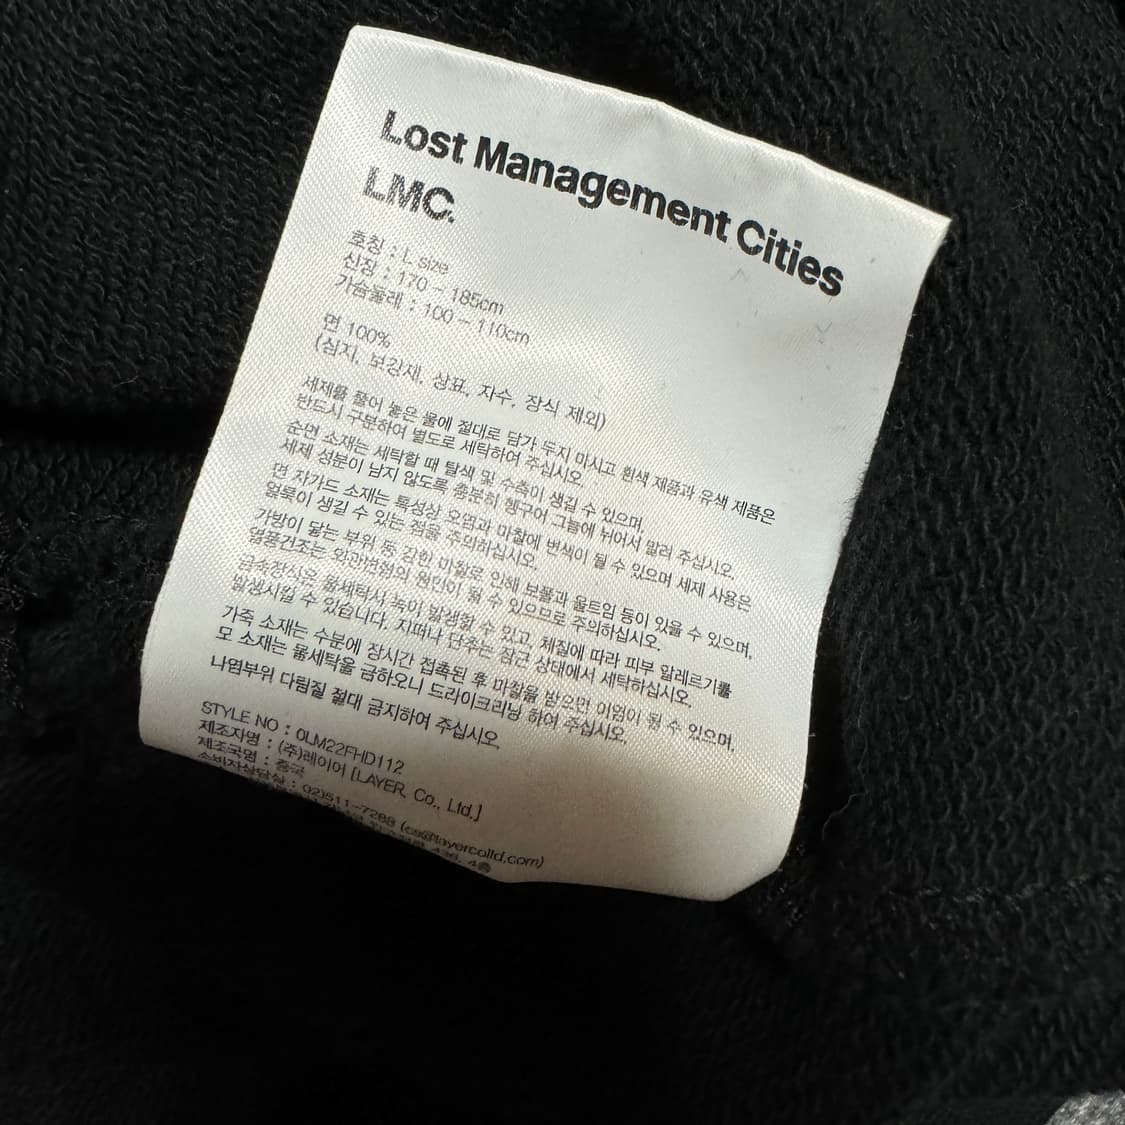 Lost Management Cities
LMC.
호칭 : L size
신장 : 170 - 185cm
가슴둘레 : 100 - 110cm
면 100%
(심지, 보강재, 상표, 자수, 장식 제외)
세제를 풀어 놓은 물에 절대로 담가 두지 마시고 흰색 제품과 유색 제품은
반드시 구분하여 별도로 세탁하여 주십시오.
순면 소재는 세탁할 때 탈색 및 수축이 생길 수 있으며,
세제 성분이 남지 않도록 충분히 헹구어 그늘에 뉘어서 말려 주십시오.
면 자가드 소재는 특성상 오염과 마찰에 변색이 될 수 있으며 세제 사용은
얼룩이 생길 수 있는 점을 주의하십시오.
가방이 닿는 부위 등 강한 마찰로 인해 보풀과 올트임 등이 있을 수 있으며,
열풍건조는 외관변형의 원인이 될 수 있으므로 주의하십시오.
금속장식은 물세탁시 녹이 발생할 수 있고, 체질에 따라 피부 알레르기를
발생시킬 수 있습니다. 지퍼나 단추는 잠근 상태에서 세탁하십시오.
가죽 소재는 수분에 장시간 접촉된 후 마찰을 받으면 이염이 될 수 있으며,
모 소재는 물세탁을 금하오니 드라이크리닝 하여 주십시오.
나염부위 다림질 절대 금지하여 주십시오.
STYLE NO : 0LM22FHD112
제조자명 : (주)레이어 [LAYER. Co., Ltd.]
제조국명 : 중국
소비자상담실 : 02)511-7288 (cs@layercoltd.com)
436, 4층